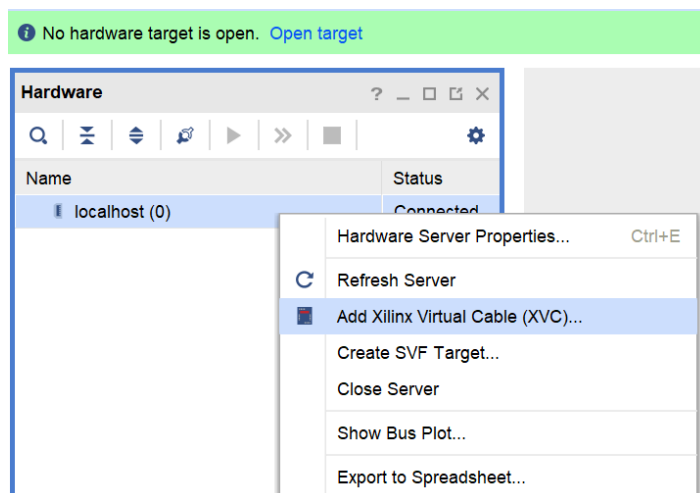 No hardware target is open. Open target
Hardware
Name Status
localhost (0) Connected
Hardware Server Properties... Ctrl+E
Refresh Server
Add Xilinx Virtual Cable (XVC)...
Create SVF Target...
Close Server
Show Bus Plot...
Export to Spreadsheet...